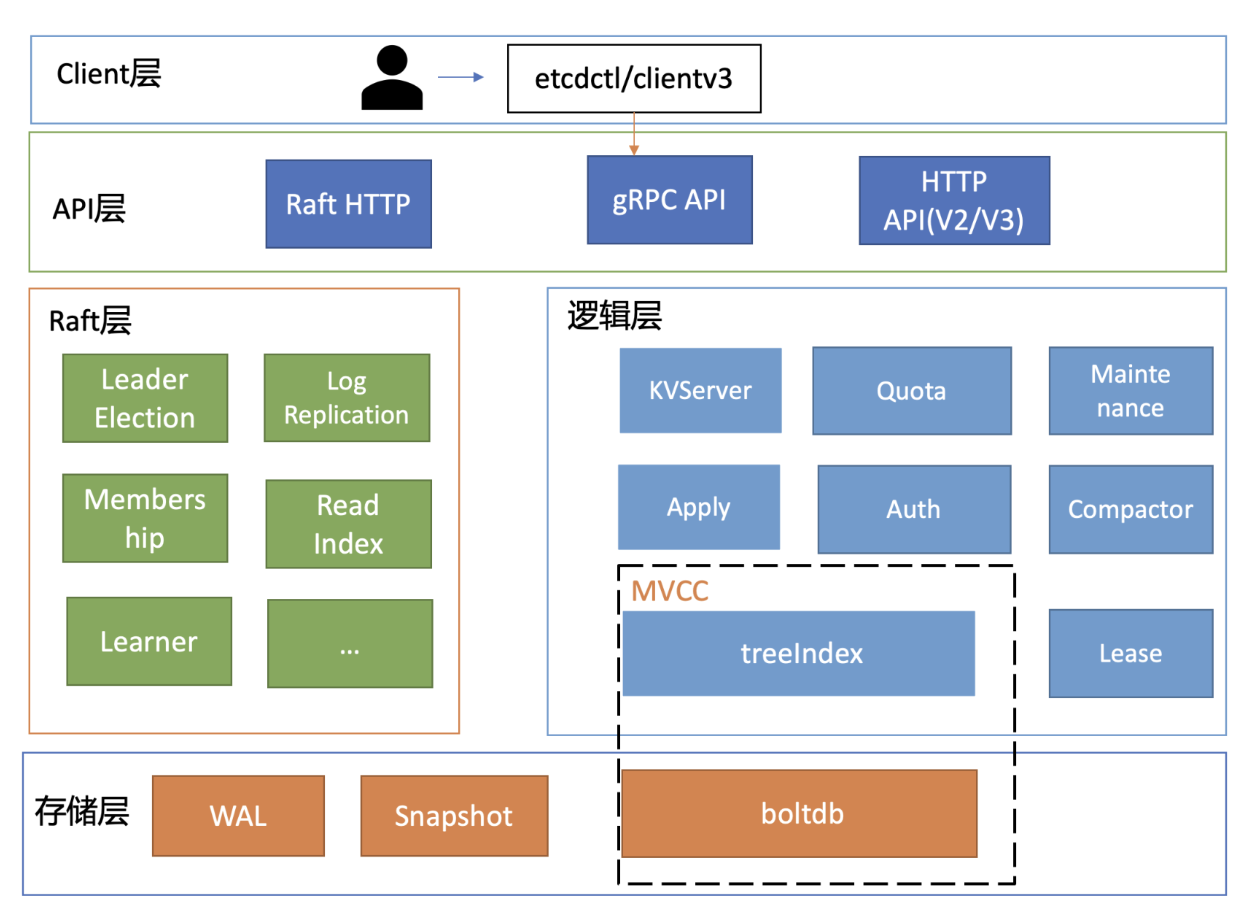 Client层
etcdctl/clientv3
API层
Raft HTTP
gRPC API
HTTP
API(V2/V3)
Raft层
Leader
Election
Log
Replication
Members
hip
Read
Index
Learner
...
逻辑层
KVServer
Quota
Mainte
nance
Apply
Auth
Compactor
MVCC
treeIndex
Lease
存储层
WAL
Snapshot
boltdb